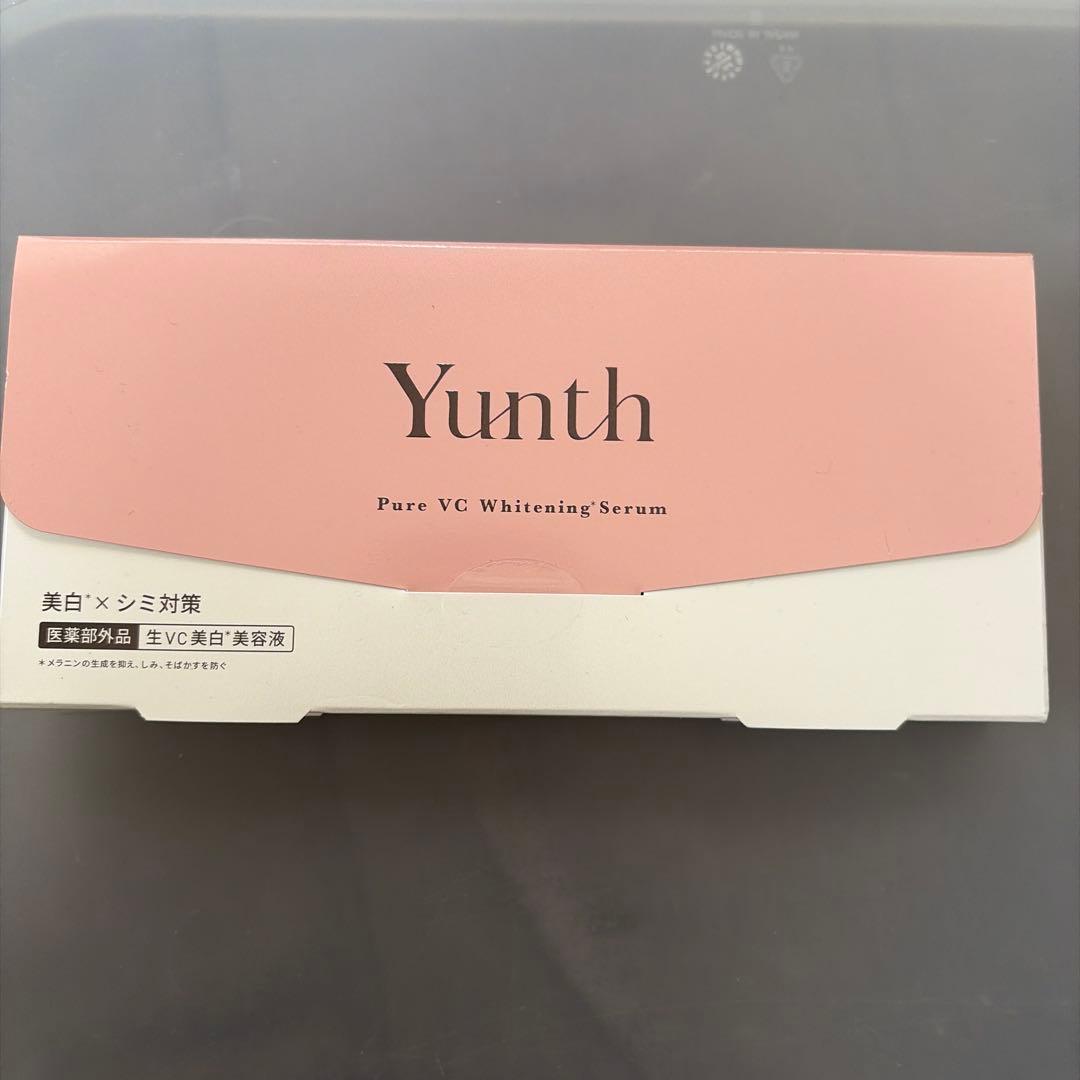 Yunth
Pure VC Whitening*Serum
美白*×シミ対策
医薬部外品 生VC美白*美容液
*メラニンの生成を抑え、しみ、そばかすを防ぐ